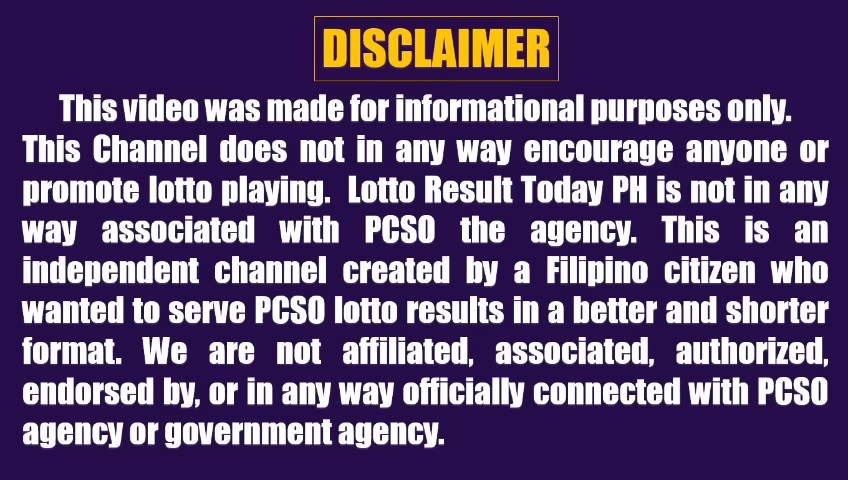 DISCLAIMER
This video was made for informational purposes only.
This Channel does not in any way encourage anyone or
promote lotto playing. Lotto Result Today PH is not in any
way associated with PCSO the agency. This is an
independent channel created by a Filipino citizen who
wanted to serve PCSO lotto results in a better and shorter
format. We are not affiliated, associated, authorized,
endorsed by, or in any way officially connected with PCSO
agency or government agency.